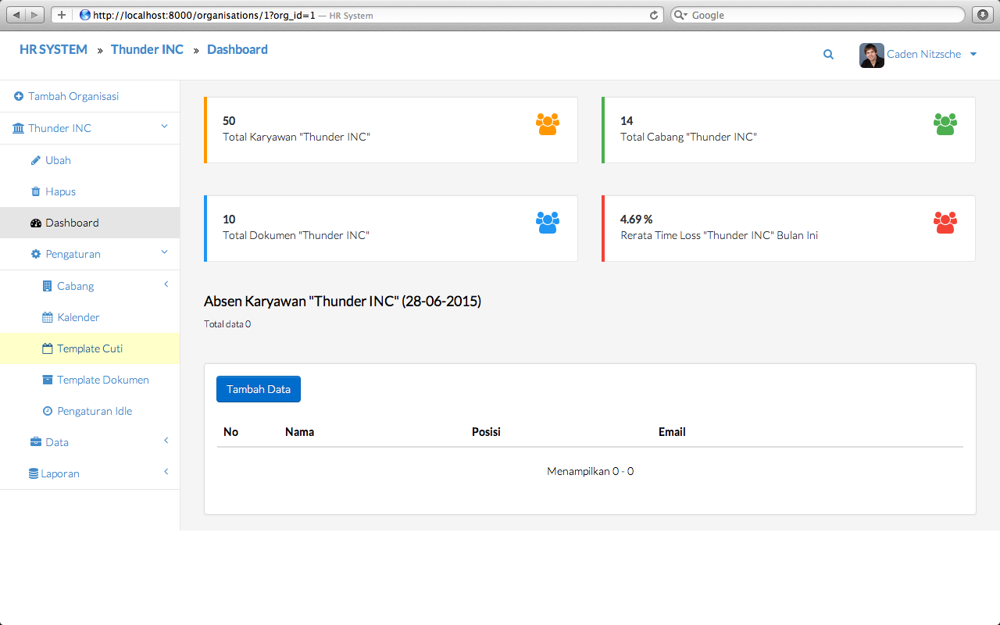 http://localhost:8000/organisations/1?org_id=1 — HR System
Google
HR SYSTEM » Thunder INC » Dashboard
Caden Nitzsche
Tambah Organisasi
Thunder INC
Ubah
Hapus
Dashboard
Pengaturan
Cabang
Kalender
Template Cuti
Template Dokumen
Pengaturan Idle
Data
Laporan
50
Total Karyawan "Thunder INC"
14
Total Cabang "Thunder INC"
10
Total Dokumen "Thunder INC"
4.69 %
Rerata Time Loss "Thunder INC" Bulan Ini
Absen Karyawan "Thunder INC" (28-06-2015)
Total data 0
Tambah Data
No Nama Posisi Email
Menampilkan 0 - 0